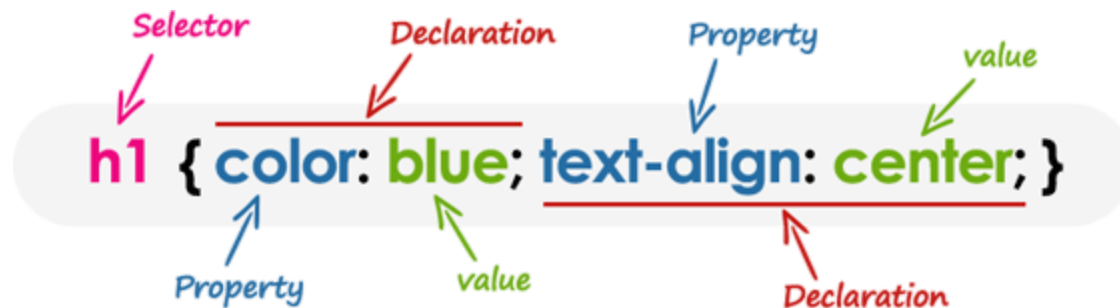 Selector
Declaration
Property
value
h1 { color: blue; text-align: center; }
Property
value
Declaration